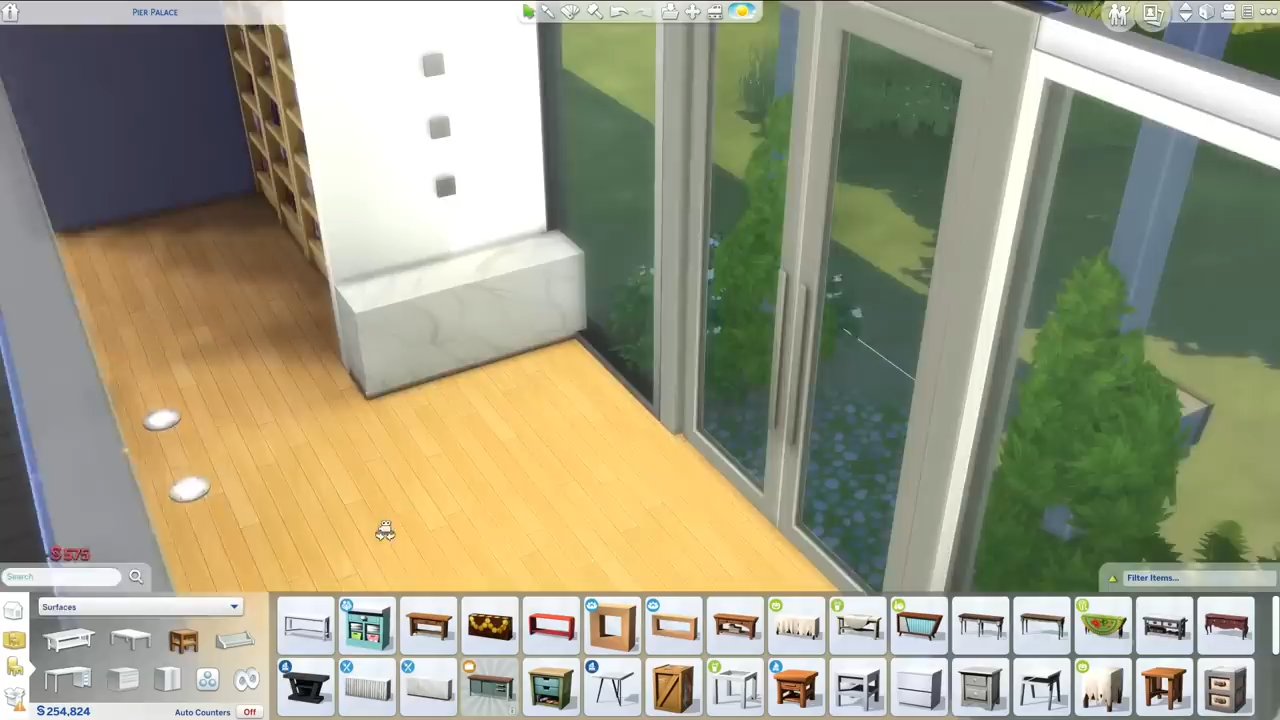 PIER PALACE
-$575
Search
Filter Items...
Surfaces
$254,824
Auto Counters
Off